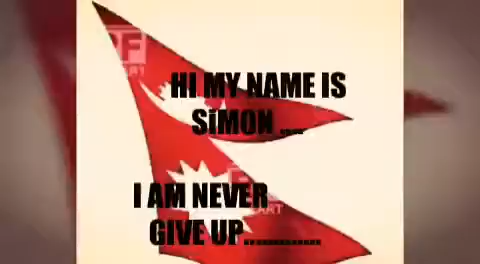 HI MY NAME IS
SiMON ....
I AM NEVER
GIVE UP..............